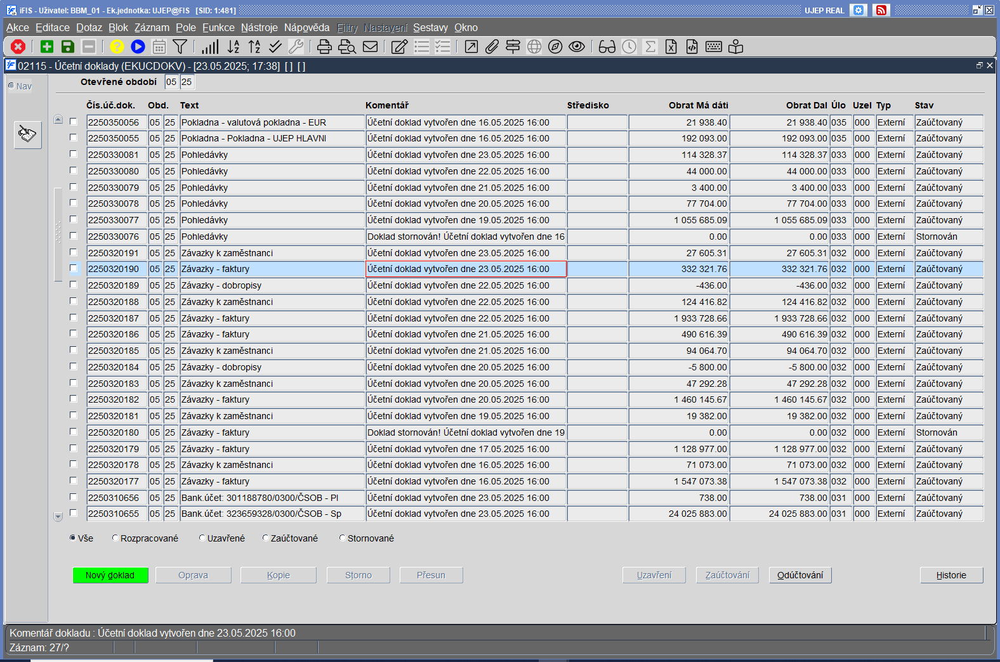 iFIS - Uživatel: BBM_01 - Ek.jednotka: UJEP@FIS [SID: 1:481] UJEP REAL
Akce Editace Dotaz Blok Záznam Pole Funkce Nástroje Nápověda Filtry Nastavení Sestavy Okno
02115 - Účetní doklady (EKUCDOKV) - [23.05.2025; 17:38] [ ] [ ]
Nav
Otevřené období 05 25
Čís.úč.dok. Obd. Text Komentář Středisko Obrat Má dáti Obrat Dal Úlo Uzel Typ Stav
2250350056 05 25 Pokladna - valutová pokladna - EUR Účetní doklad vytvořen dne 16.05.2025 16:00 21 938.40 21 938.40 035 000 Externí Zaúčtovaný
2250350055 05 25 Pokladna - Pokladna - UJEP HLAVNI Účetní doklad vytvořen dne 16.05.2025 16:00 192 093.00 192 093.00 035 000 Externí Zaúčtovaný
2250330081 05 25 Pohledávky Účetní doklad vytvořen dne 23.05.2025 16:00 114 328.37 114 328.37 033 000 Externí Zaúčtovaný
2250330080 05 25 Pohledávky Účetní doklad vytvořen dne 22.05.2025 16:00 44 000.00 44 000.00 033 000 Externí Zaúčtovaný
2250330079 05 25 Pohledávky Účetní doklad vytvořen dne 21.05.2025 16:00 3 400.00 3 400.00 033 000 Externí Zaúčtovaný
2250330078 05 25 Pohledávky Účetní doklad vytvořen dne 20.05.2025 16:00 77 704.00 77 704.00 033 000 Externí Zaúčtovaný
2250330077 05 25 Pohledávky Účetní doklad vytvořen dne 19.05.2025 16:00 1 055 685.09 1 055 685.09 033 000 Externí Zaúčtovaný
2250330076 05 25 Pohledávky Doklad stornován! Účetní doklad vytvořen dne 16 0.00 0.00 033 000 Externí Stornován
2250320191 05 25 Závazky k zaměstnanci Účetní doklad vytvořen dne 23.05.2025 16:00 27 605.31 27 605.31 032 000 Externí Zaúčtovaný
2250320190 05 25 Závazky - faktury Účetní doklad vytvořen dne 23.05.2025 16:00 332 321.76 332 321.76 032 000 Externí Zaúčtovaný
2250320189 05 25 Závazky - dobropisy Účetní doklad vytvořen dne 22.05.2025 16:00 -436.00 -436.00 032 000 Externí Zaúčtovaný
2250320188 05 25 Závazky k zaměstnanci Účetní doklad vytvořen dne 22.05.2025 16:00 124 416.82 124 416.82 032 000 Externí Zaúčtovaný
2250320187 05 25 Závazky - faktury Účetní doklad vytvořen dne 22.05.2025 16:00 1 933 728.66 1 933 728.66 032 000 Externí Zaúčtovaný
2250320186 05 25 Závazky - faktury Účetní doklad vytvořen dne 21.05.2025 16:00 490 616.39 490 616.39 032 000 Externí Zaúčtovaný
2250320185 05 25 Závazky k zaměstnanci Účetní doklad vytvořen dne 21.05.2025 16:00 94 064.70 94 064.70 032 000 Externí Zaúčtovaný
2250320184 05 25 Závazky - dobropisy Účetní doklad vytvořen dne 20.05.2025 16:00 -5 800.00 -5 800.00 032 000 Externí Zaúčtovaný
2250320183 05 25 Závazky k zaměstnanci Účetní doklad vytvořen dne 20.05.2025 16:00 47 292.28 47 292.28 032 000 Externí Zaúčtovaný
2250320182 05 25 Závazky - faktury Účetní doklad vytvořen dne 20.05.2025 16:00 1 460 145.67 1 460 145.67 032 000 Externí Zaúčtovaný
2250320181 05 25 Závazky k zaměstnanci Účetní doklad vytvořen dne 19.05.2025 16:00 19 382.00 19 382.00 032 000 Externí Zaúčtovaný
2250320180 05 25 Závazky - faktury Doklad stornován! Účetní doklad vytvořen dne 19 0.00 0.00 032 000 Externí Stornován
2250320179 05 25 Závazky - faktury Účetní doklad vytvořen dne 17.05.2025 16:00 1 128 977.00 1 128 977.00 032 000 Externí Zaúčtovaný
2250320178 05 25 Závazky k zaměstnanci Účetní doklad vytvořen dne 16.05.2025 16:00 71 073.00 71 073.00 032 000 Externí Zaúčtovaný
2250320177 05 25 Závazky - faktury Účetní doklad vytvořen dne 16.05.2025 16:00 1 547 073.38 1 547 073.38 032 000 Externí Zaúčtovaný
2250310656 05 25 Bank.účet: 301188780/0300/ČSOB - Pl Účetní doklad vytvořen dne 23.05.2025 16:00 738.00 738.00 031 000 Externí Zaúčtovaný
2250310655 05 25 Bank.účet: 323659328/0300/ČSOB - Sp Účetní doklad vytvořen dne 23.05.2025 16:00 24 025 883.00 24 025 883.00 031 000 Externí Zaúčtovaný
Vše Rozpracované Uzavřené Zaúčtované Stornované
Nový doklad Oprava Kopie Storno Přesun Uzavření Zaúčtování Odúčtování Historie
Komentář dokladu : Účetní doklad vytvořen dne 23.05.2025 16:00
Záznam: 27/?